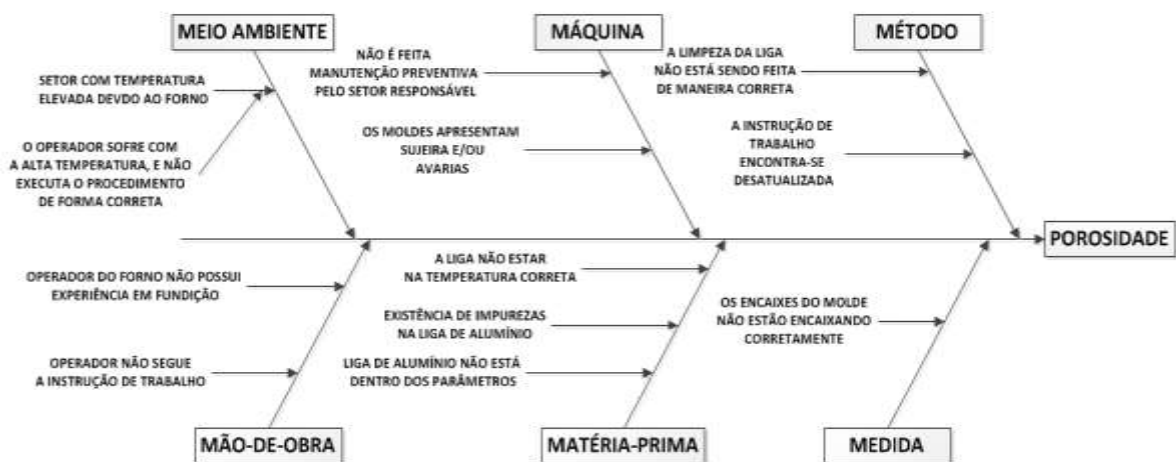 MEIO AMBIENTE
MÁQUINA
MÉTODO
SETOR COM TEMPERATURA
ELEVADA DEVDO AO FORNO
O OPERADOR SOFRE COM
A ALTA TEMPERATURA, E NÃO
EXECUTA O PROCEDIMENTO
DE FORMA CORRETA
NÃO É FEITA
MANUTENÇÃO PREVENTIVA
PELO SETOR RESPONSÁVEL
OS MOLDES APRESENTAM
SUJEIRA E/OU
AVARIAS
A LIMPEZA DA LIGA
NÃO ESTÁ SENDO FEITA
DE MANEIRA CORRETA
A INSTRUÇÃO DE
TRABALHO
ENCONTRA-SE
DESATUALIZADA
POROSIDADE
OPERADOR DO FORNO NÃO POSSUI
EXPERIÊNCIA EM FUNDIÇÃO
OPERADOR NÃO SEGUE
A INSTRUÇÃO DE TRABALHO
A LIGA NÃO ESTAR
NA TEMPERATURA CORRETA
EXISTÊNCIA DE IMPUREZAS
NA LIGA DE ALUMÍNIO
LIGA DE ALUMÍNIO NÃO ESTÁ
DENTRO DOS PARÂMETROS
OS ENCAIXES DO MOLDE
NÃO ESTÃO ENCAIXANDO
CORRETAMENTE
MÃO-DE-OBRA
MATÉRIA-PRIMA
MEDIDA